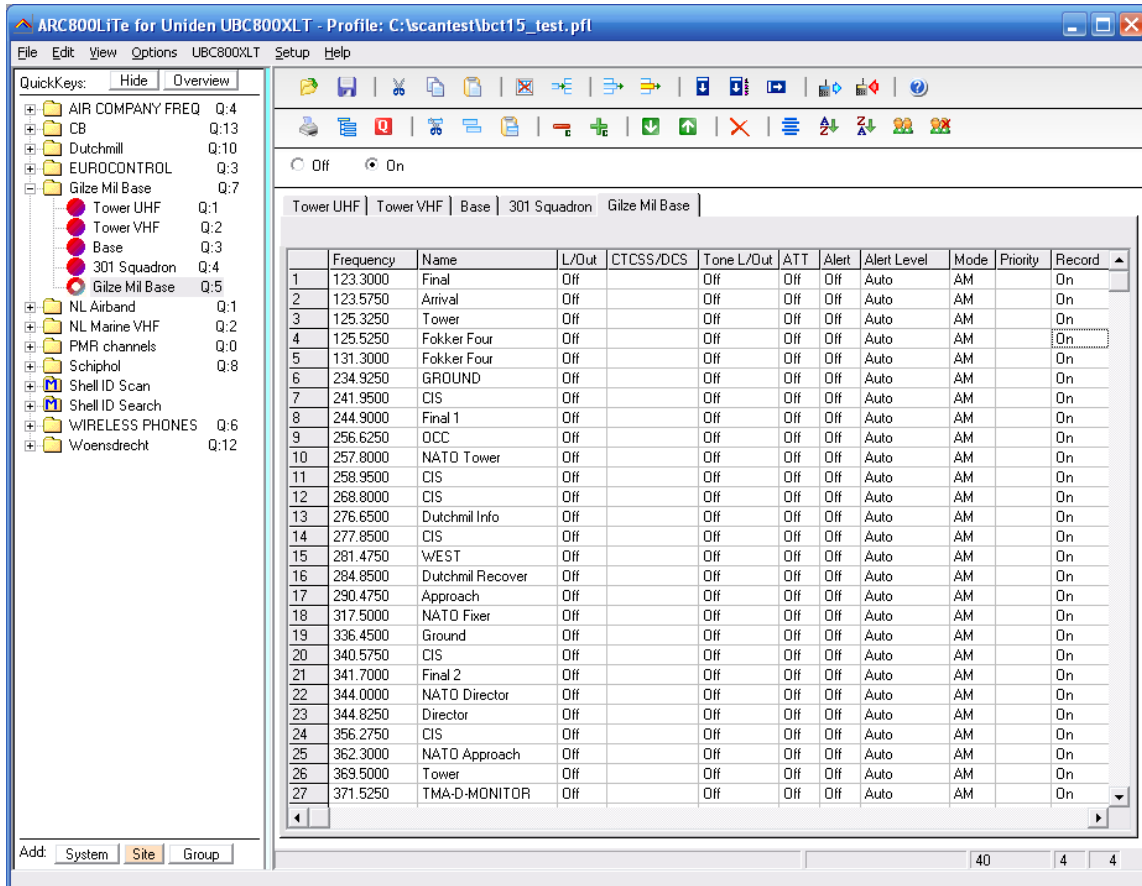 ARC800LiTe for Uniden UBC800XLT - Profile: C:\scantest\bct15_test.pfl
File Edit View Options UBC800XLT Setup Help
QuickKeys: Hide Overview
AIR COMPANY FREQ Q:4
CB Q:13
Dutchmill Q:10
EUROCONTROL Q:3
Gilze Mil Base Q:7
Tower UHF Q:1
Tower VHF Q:2
Base Q:3
301 Squadron Q:4
Gilze Mil Base Q:5
NL Airband Q:1
NL Marine VHF Q:2
PMR channels Q:0
Schiphol Q:8
Shell ID Scan
Shell ID Search
WIRELESS PHONES Q:6
Woensdrecht Q:12
Add: System Site Group
Off On
Tower UHF Tower VHF Base 301 Squadron Gilze Mil Base
Frequency Name L/Out CTCSS/DCS Tone L/Out ATT Alert Alert Level Mode Priority Record
1 123.3000 Final Off Off Off Off Auto AM On
2 123.5750 Arrival Off Off Off Off Auto AM On
3 125.3250 Tower Off Off Off Off Auto AM On
4 125.5250 Fokker Four Off Off Off Off Auto AM On
5 131.3000 Fokker Four Off Off Off Off Auto AM On
6 234.9250 GROUND Off Off Off Off Auto AM On
7 241.9500 CIS Off Off Off Off Auto AM On
8 244.9000 Final 1 Off Off Off Off Auto AM On
9 256.6250 OCC Off Off Off Off Auto AM On
10 257.8000 NATO Tower Off Off Off Off Auto AM On
11 258.9500 CIS Off Off Off Off Auto AM On
12 268.8000 CIS Off Off Off Off Auto AM On
13 276.6500 Dutchmil Info Off Off Off Off Auto AM On
14 277.8500 CIS Off Off Off Off Auto AM On
15 281.4750 WEST Off Off Off Off Auto AM On
16 284.8500 Dutchmil Recover Off Off Off Off Auto AM On
17 290.4750 Approach Off Off Off Off Auto AM On
18 317.5000 NATO Fixer Off Off Off Off Auto AM On
19 336.4500 Ground Off Off Off Off Auto AM On
20 340.5750 CIS Off Off Off Off Auto AM On
21 341.7000 Final 2 Off Off Off Off Auto AM On
22 344.0000 NATO Director Off Off Off Off Auto AM On
23 344.8250 Director Off Off Off Off Auto AM On
24 356.2750 CIS Off Off Off Off Auto AM On
25 362.3000 NATO Approach Off Off Off Off Auto AM On
26 369.5000 Tower Off Off Off Off Auto AM On
27 371.5250 TMA-D-MONITOR Off Off Off Off Auto AM On
40 4 4